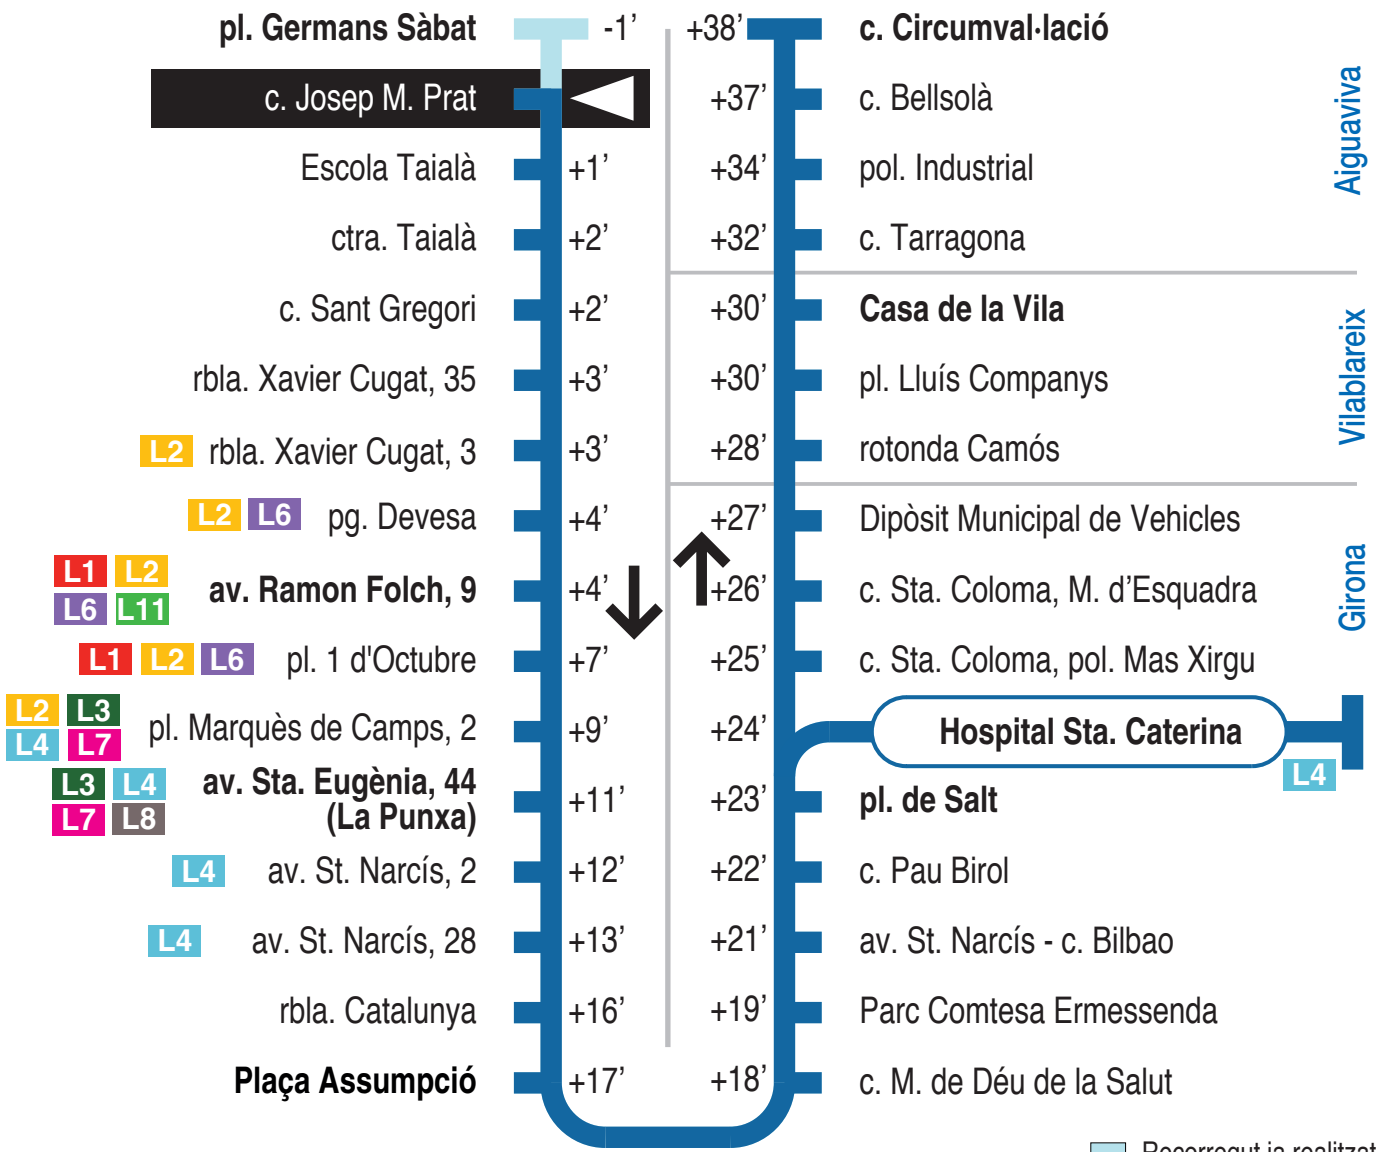 pl. Germans Sàbat -1’
c. Josep M. Prat
Escola Taialà +1’
ctra. Taialà +2’
c. Sant Gregori +2’
rbla. Xavier Cugat, 35 +3’
L2 rbla. Xavier Cugat, 3 +3’
L2 L6 pg. Devesa +4’
L1 L2
L6 L11
av. Ramon Folch, 9 +4’
L1 L2 L6 pl. 1 d'Octubre +7’
L2 L3
L4 L7
pl. Marquès de Camps, 2 +9’
L3 L4
L7 L8
av. Sta. Eugènia, 44
(La Punxa)
+11’
L4 av. St. Narcís, 2 +12’
L4 av. St. Narcís, 28 +13’
rbla. Catalunya +16’
Plaça Assumpció +17’
+38’ c. Circumval·lació
+37’ c. Bellsolà
+34’ pol. Industrial
+32’ c. Tarragona
Aiguaviva
+30’ Casa de la Vila
+30’ pl. Lluís Companys
+28’ rotonda Camós
Vilablareix
+27’ Dipòsit Municipal de Vehicles
+26’ c. Sta. Coloma, M. d’Esquadra
+25’ c. Sta. Coloma, pol. Mas Xirgu
Girona
+24’ Hospital Sta. Caterina
L4
+23’ pl. de Salt
+22’ c. Pau Birol
+21’ av. St. Narcís - c. Bilbao
+19’ Parc Comtesa Ermessenda
+18’ c. M. de Déu de la Salut
Recorregut ja realitzat